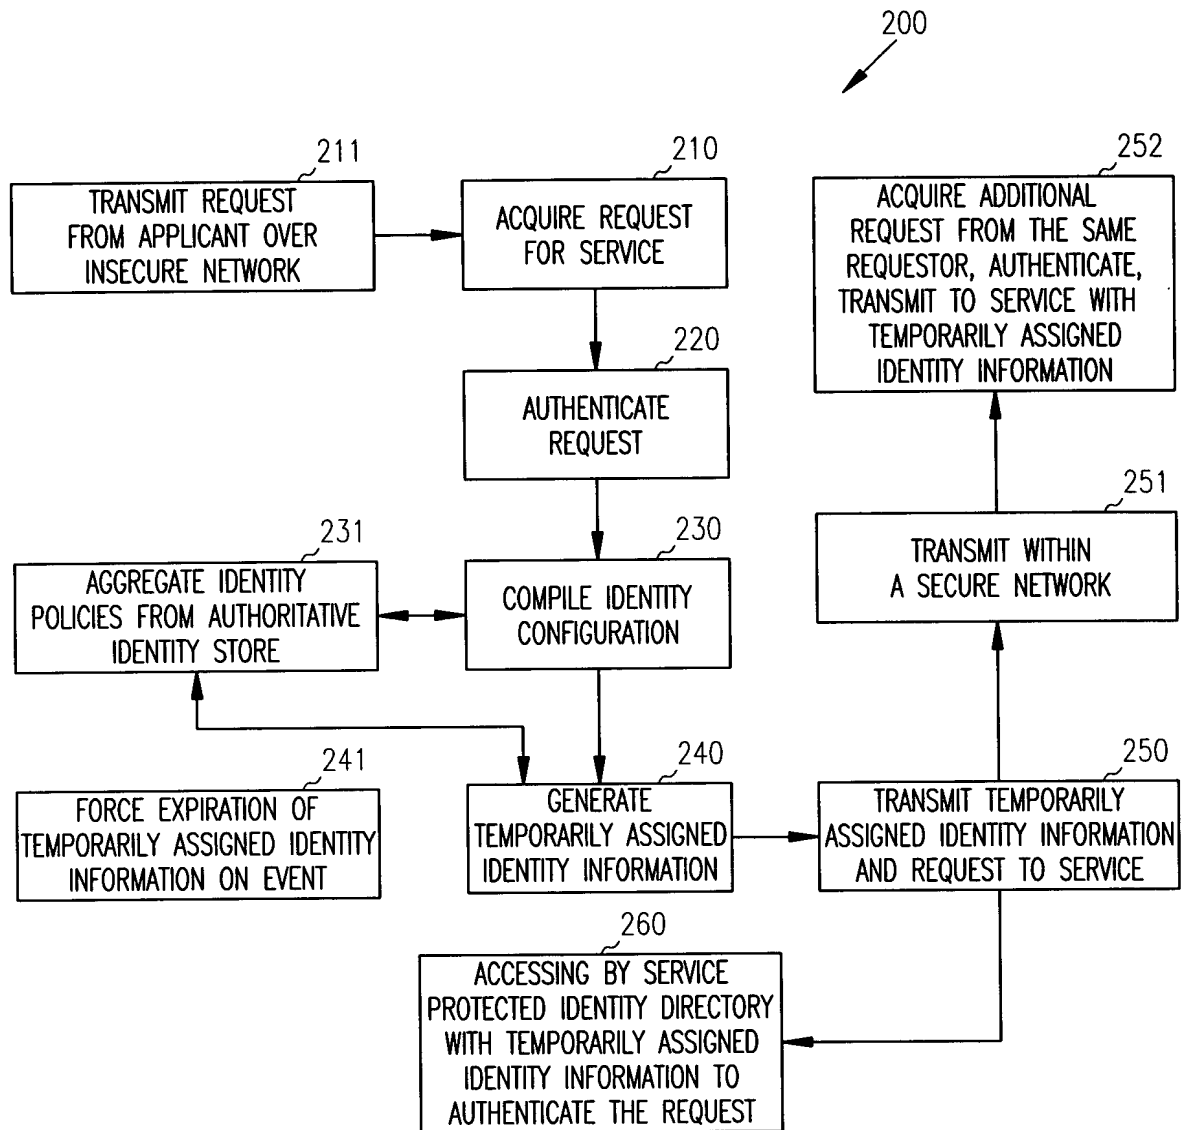 200
211
TRANSMIT REQUEST
FROM APPLICANT OVER
INSECURE NETWORK
210
ACQUIRE REQUEST
FOR SERVICE
252
ACQUIRE ADDITIONAL
REQUEST FROM THE SAME
REQUESTOR, AUTHENTICATE,
TRANSMIT TO SERVICE WITH
TEMPORARILY ASSIGNED
IDENTITY INFORMATION
220
AUTHENTICATE
REQUEST
231
AGGREGATE IDENTITY
POLICIES FROM AUTHORITATIVE
IDENTITY STORE
230
COMPILE IDENTITY
CONFIGURATION
251
TRANSMIT WITHIN
A SECURE NETWORK
241
FORCE EXPIRATION OF
TEMPORARILY ASSIGNED IDENTITY
INFORMATION ON EVENT
240
GENERATE
TEMPORARILY ASSIGNED
IDENTITY INFORMATION
250
TRANSMIT TEMPORARILY
ASSIGNED IDENTITY INFORMATION
AND REQUEST TO SERVICE
260
ACCESSING BY SERVICE
PROTECTED IDENTITY DIRECTORY
WITH TEMPORARILY ASSIGNED
IDENTITY INFORMATION TO
AUTHENTICATE THE REQUEST